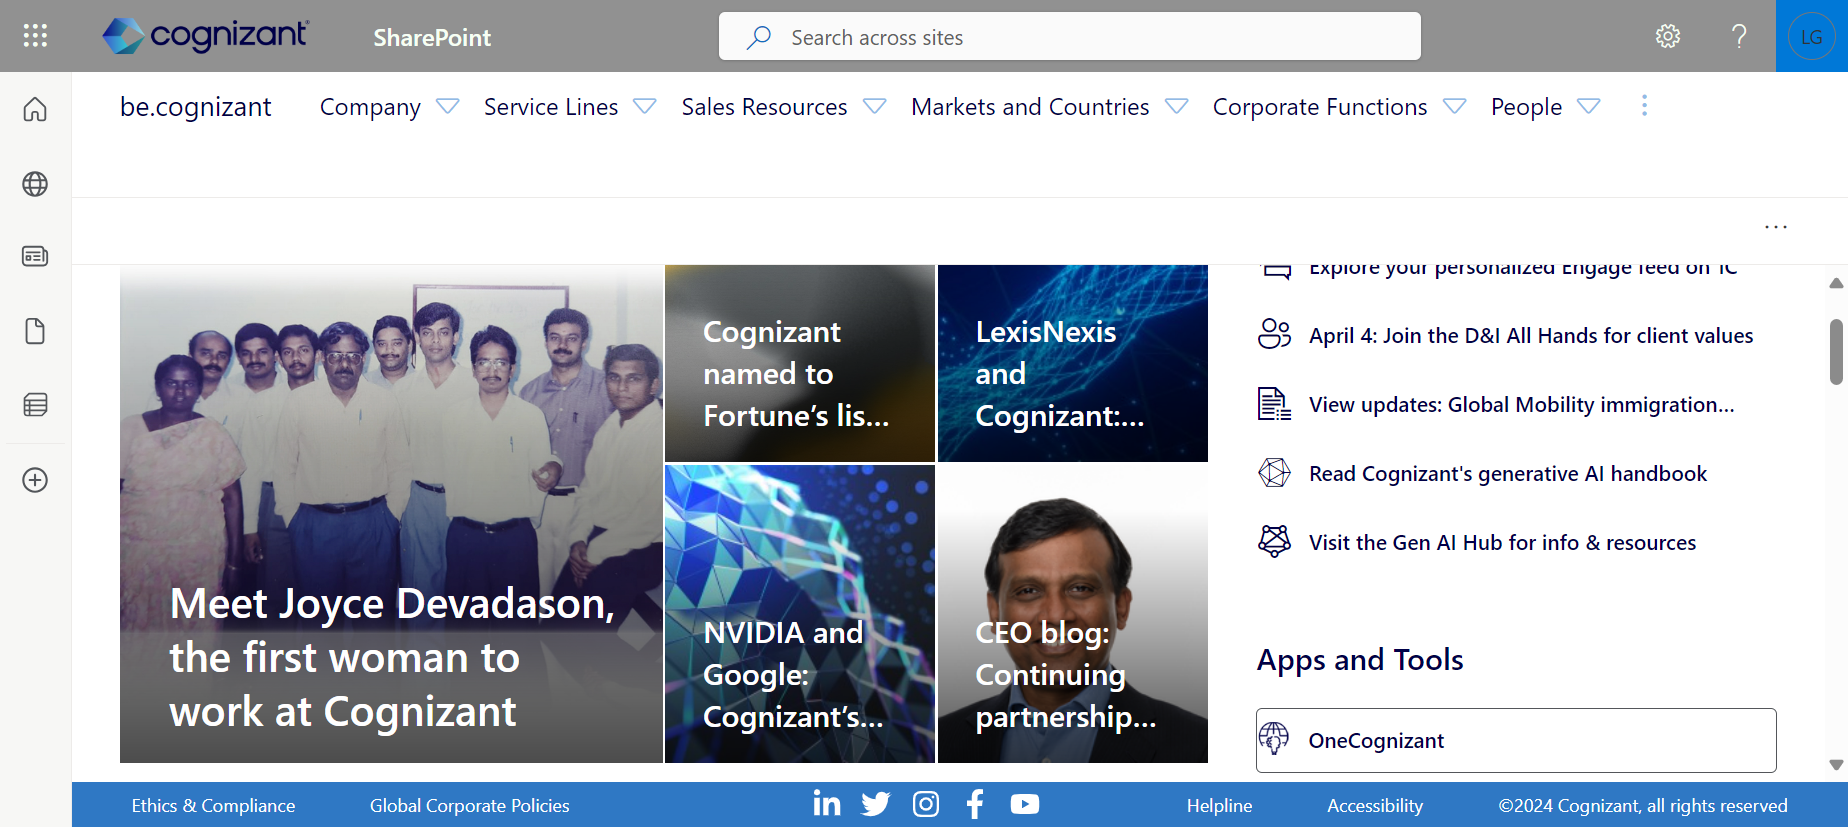 cognizant
SharePoint
Search across sites
LG
be.cognizant
Company
Service Lines
Sales Resources
Markets and Countries
Corporate Functions
People
Explore your personalized Engage feed on 1C
Cognizant
named to
Fortune’s lis...
LexisNexis
and
Cognizant:...
April 4: Join the D&I All Hands for client values
View updates: Global Mobility immigration...
Read Cognizant's generative AI handbook
Visit the Gen AI Hub for info & resources
Meet Joyce Devadason,
the first woman to
work at Cognizant
NVIDIA and
Google:
Cognizant’s...
CEO blog:
Continuing
partnership...
Apps and Tools
OneCognizant
Ethics & Compliance
Global Corporate Policies
Helpline
Accessibility
©2024 Cognizant, all rights reserved